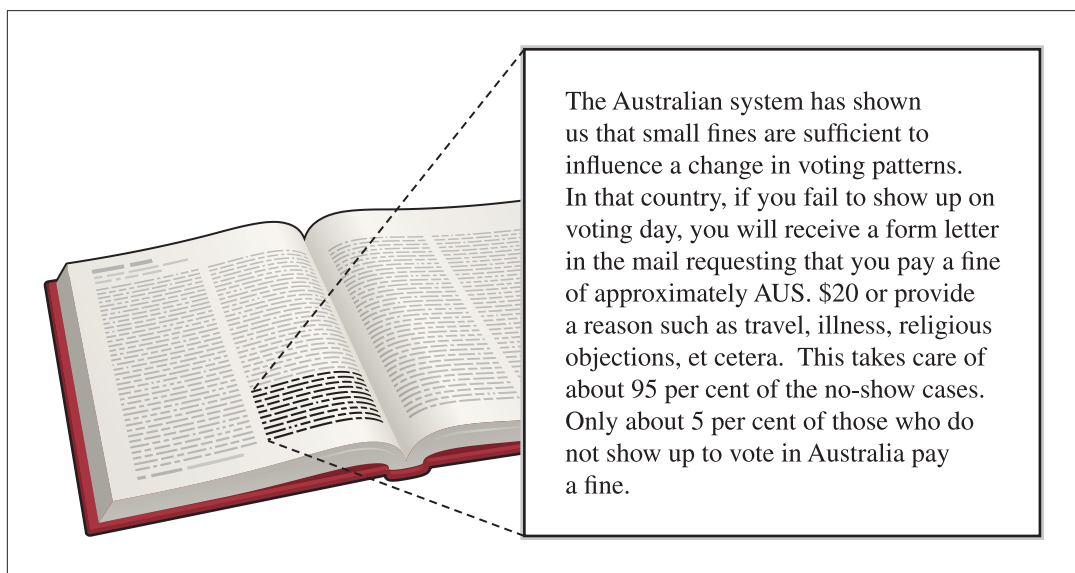 The Australian system has shown
us that small fines are sufficient to
influence a change in voting patterns.
In that country, if you fail to show up on
voting day, you will receive a form letter
in the mail requesting that you pay a fine
of approximately AUS. $20 or provide
a reason such as travel, illness, religious
objections, et cetera.  This takes care of
about 95 per cent of the no-show cases.
Only about 5 per cent of those who do
not show up to vote in Australia pay
a fine.